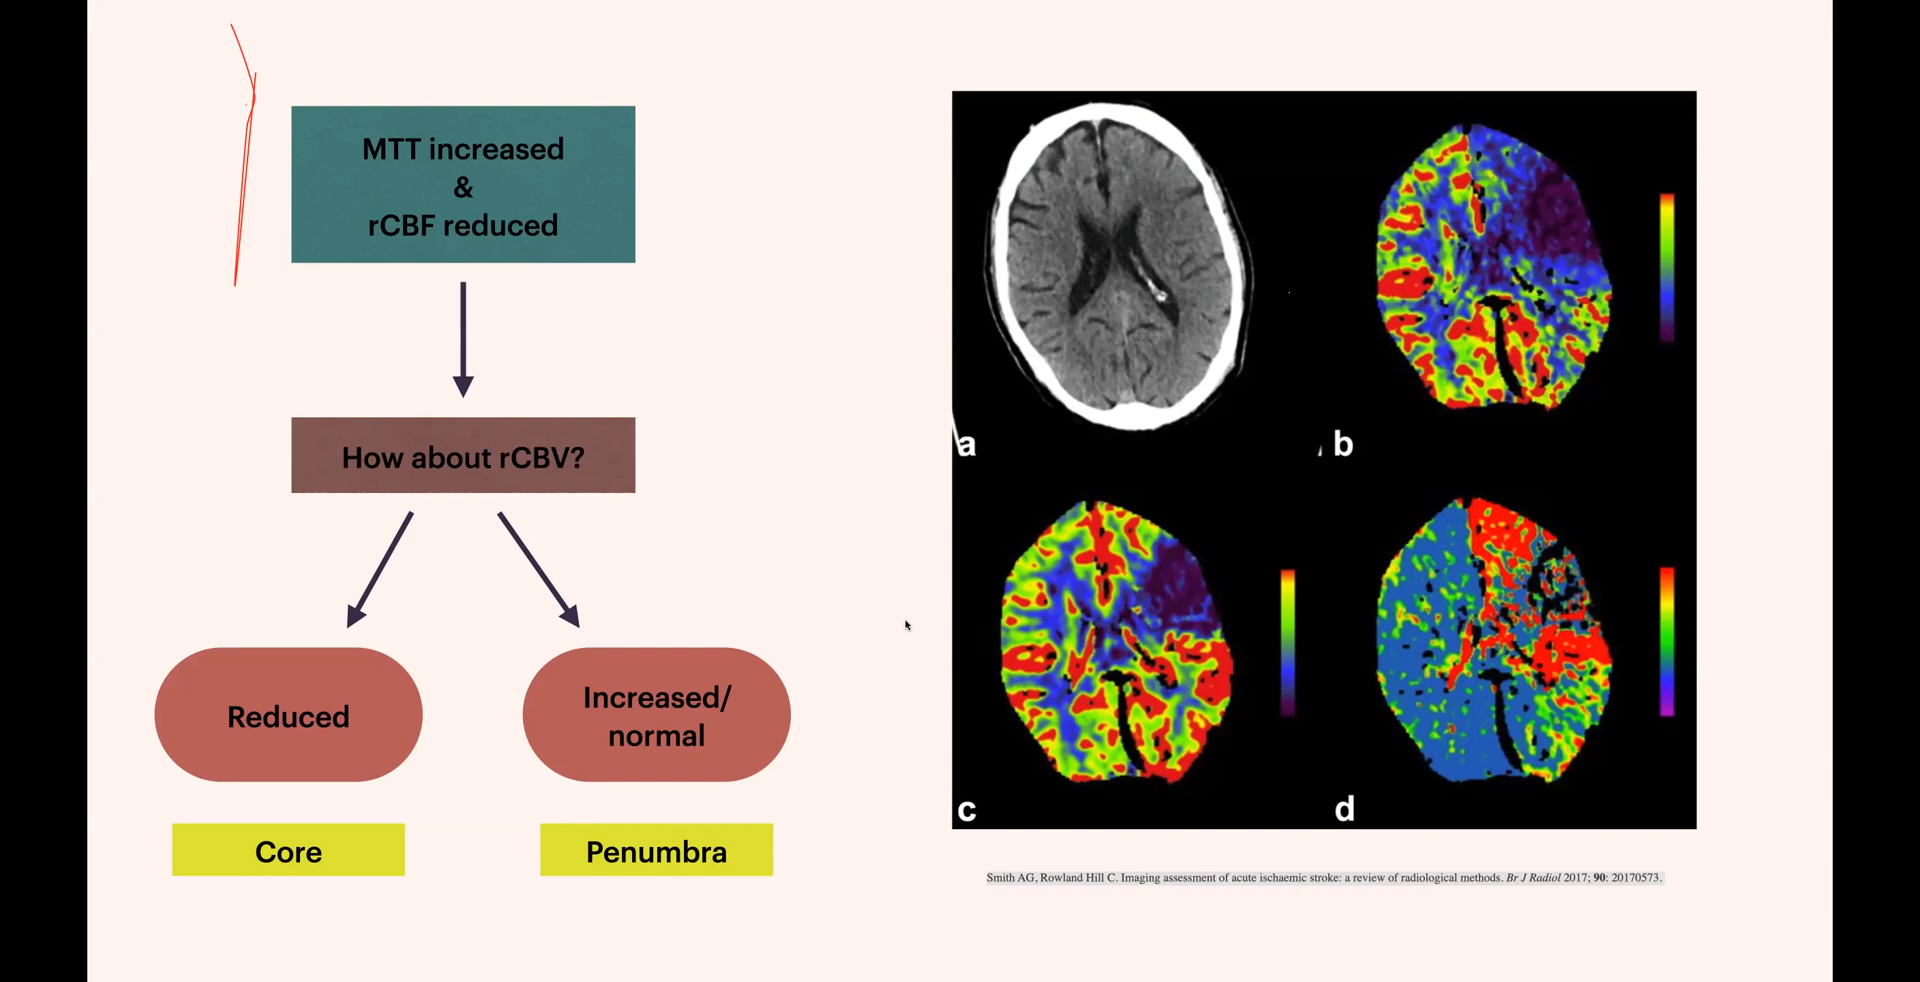 MTT increased
&
rCBF reduced
How about rCBV?
Reduced
Increased/
normal
Core
Penumbra
a
b
c
d
Smith AG, Rowland Hill C. Imaging assessment of acute ischaemic stroke: a review of radiological methods. Br J Radiol 2017; 90: 20170573.